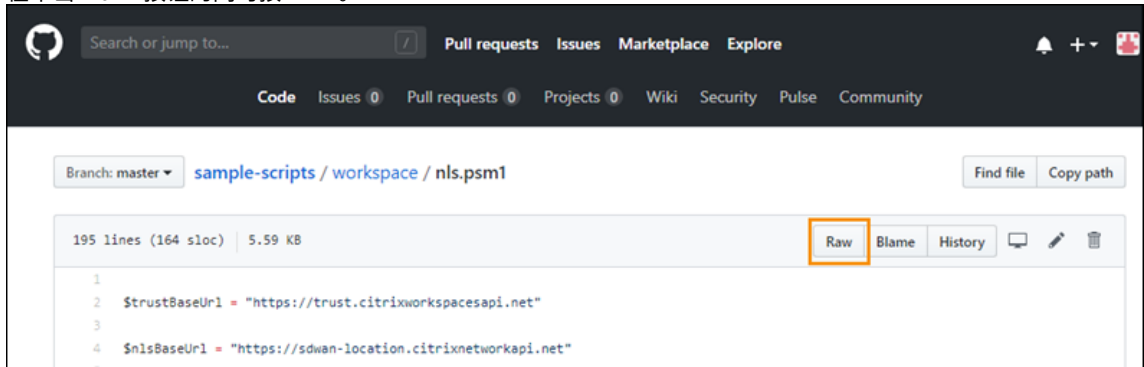 Search or jump to... / Pull requests Issues Marketplace Explore
Code Issues 0 Pull requests 0 Projects 0 Wiki Security Pulse Community
Branch: master sample-scripts / workspace / nls.psm1 Find file Copy path
195 lines (164 sloc) 5.59 KB Raw Blame History
1
2 $trustBaseUrl = "https://trust.citrixworkspacesapi.net"
3
4 $nlsBaseUrl = "https://sdwan-location.citrixnetworkapi.net"